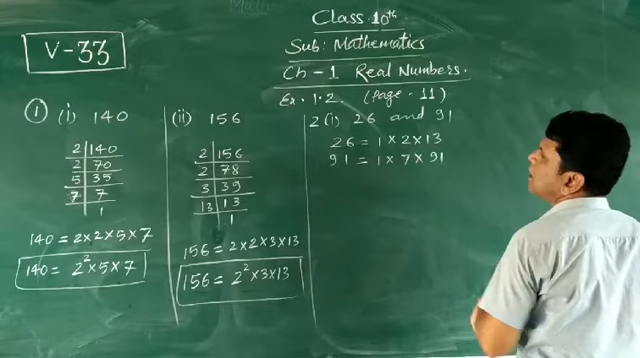 V-33
Class 10th
Sub: Mathematics
Ch-1 Real Numbers.
Ex. 1.2. (Page. 11)
① (i) 140
2 | 140
2 | 70
5 | 35
7 | 7
1
140 = 2×2×5×7
140 = 2²×5×7
(ii) 156
2 | 156
2 | 78
3 | 39
13 | 13
1
156 = 2×2×3×13
156 = 2²×3×13
2(i) 26 and 91
26 = 1×2×13
91 = 1×7×91